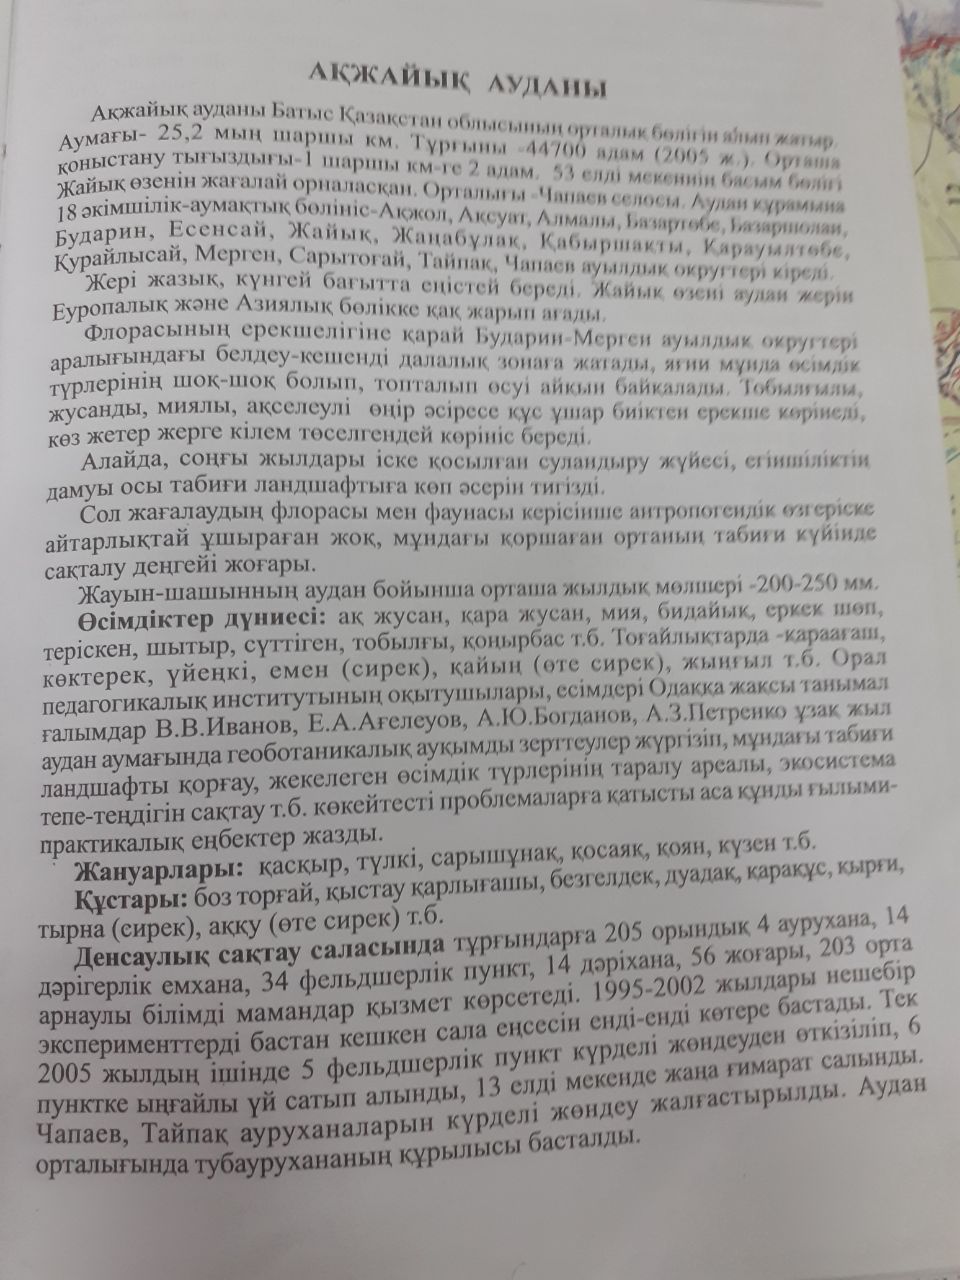 АҚЖАЙЫҚ АУДАНЫ
Ақжайық ауданы Батыс Қазақстан облысының орталық бөлігін алып жатыр.
Аумағы- 25,2 мың шаршы км. Тұрғыны -44700 адам (2005 ж.). Орташа
қоныстану тығыздығы-1 шаршы км-ге 2 адам. 53 елді мекеннің басым бөлігі
Жайық өзенін жағалай орналасқан. Орталығы -Чапаев селосы. Аудан құрамына
18 әкімшілік-аумақтық бөлініс-Ақжол, Ақсуат, Алмалы, Базартөбе, Базаршолан,
Бударин, Есенсай, Жайық, Жаңабұлақ, Қабыршақты, Қарауылтөбе,
Құрайлысай, Мерген, Сарытоғай, Тайпақ, Чапаев ауылдық округтері кіреді.
Жері жазық, күнгей бағытта еңістей береді. Жайық өзені аудан жерін
Еуропалық және Азиялық бөлікке қақ жарып ағады.
Флорасының ерекшелігіне қарай Бударин-Мерген ауылдық округтері
аралығындағы белдеу-кешенді далалық зонаға жатады, яғни мұнда өсімдік
түрлерінің шоқ-шоқ болып, топталып өсуі айқын байқалады. Тобылғылы,
жусанды, миялы, ақселеулі өңір әсіресе құс ұшар биіктен ерекше көрінеді,
көз жетер жерге кілем төселгендей көрініс береді.
Алайда, соңғы жылдары іске қосылған суландыру жүйесі, егіншіліктің
дамуы осы табиғи ландшафтыға көп әсерін тигізді.
Сол жағалаудың флорасы мен фаунасы керісінше антропогендік өзгеріске
айтарлықтай ұшыраған жоқ, мұндағы қоршаған ортаның табиғи күйінде
сақталу деңгейі жоғары.
Жауын-шашынның аудан бойынша орташа жылдық мөлшері -200-250 мм.
Өсімдіктер дүниесі: ақ жусан, қара жусан, мия, бидайық, еркек шөп,
теріскен, шытыр, сүттіген, тобылғы, қоңырбас т.б. Тоғайлықтарда -қараағаш,
көктерек, үйеңкі, емен (сирек), қайың (өте сирек), жыңғыл т.б. Орал
педагогикалық институтының оқытушылары, есімдері Одаққа жақсы танымал
ғалымдар В.В.Иванов, Е.А.Ағелеуов, А.Ю.Богданов, А.З.Петренко ұзақ жыл
аудан аумағында геоботаникалық ауқымды зерттеулер жүргізіп, мұндағы табиғи
ландшафты қорғау, жекелеген өсімдік түрлерінің таралу ареалы, экосистема
тепе-теңдігін сақтау т.б. көкейтесті проблемаларға қатысты аса құнды ғылыми-
практикалық еңбектер жазды.
Жануарлары: қасқыр, түлкі, сарышұнақ, қосаяқ, қоян, күзен т.б.
Құстары: боз торғай, қыстау қарлығашы, безгелдек, дуадақ, қарақұс, қырғи,
тырна (сирек), аққу (өте сирек) т.б.
Денсаулық сақтау саласында тұрғындарға 205 орындық 4 аурухана, 14
дәрігерлік емхана, 34 фельдшерлік пункт, 14 дәріхана, 56 жоғары, 203 орта
арнаулы білімді мамандар қызмет көрсетеді. 1995-2002 жылдары нешебір
эксперименттерді бастан кешкен сала еңсесін енді-енді көтере бастады. Тек
2005 жылдың ішінде 5 фельдшерлік пункт күрделі жөндеуден өткізіліп, 6
пунктке ыңғайлы үй сатып алынды, 13 елді мекенде жаңа ғимарат салынды.
Чапаев, Тайпақ ауруханаларын күрделі жөндеу жалғастырылды. Аудан
орталығында тубаурухананың құрылысы басталды.